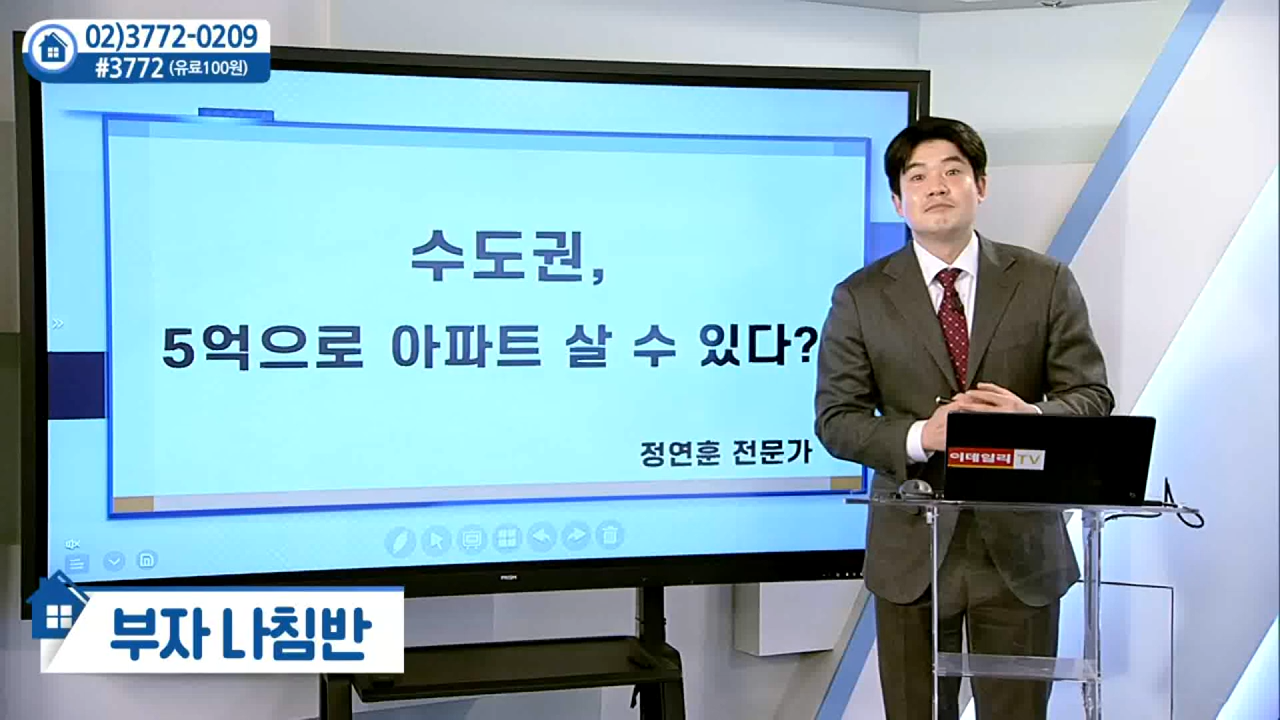 02)3772-0209
#3772 (유료100원)
수도권,
5억으로 아파트 살 수 있다?
정연훈 전문가
이데일리TV
부자 나침반